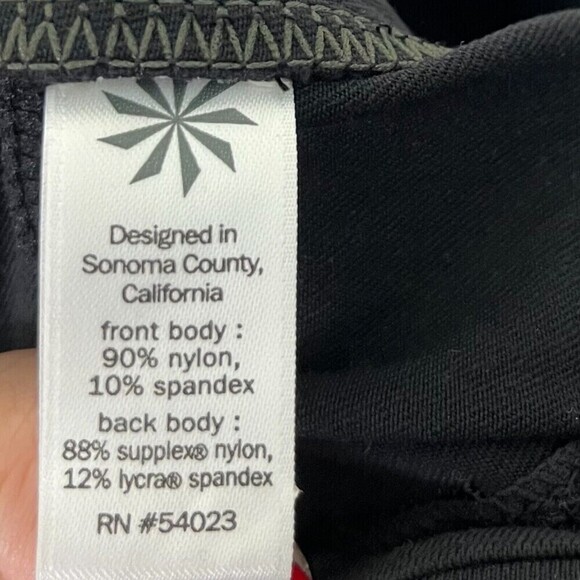 Designed in
Sonoma County,
California
front body :
90% nylon,
10% spandex
back body :
88% supplex® nylon,
12% lycra® spandex
RN #54023